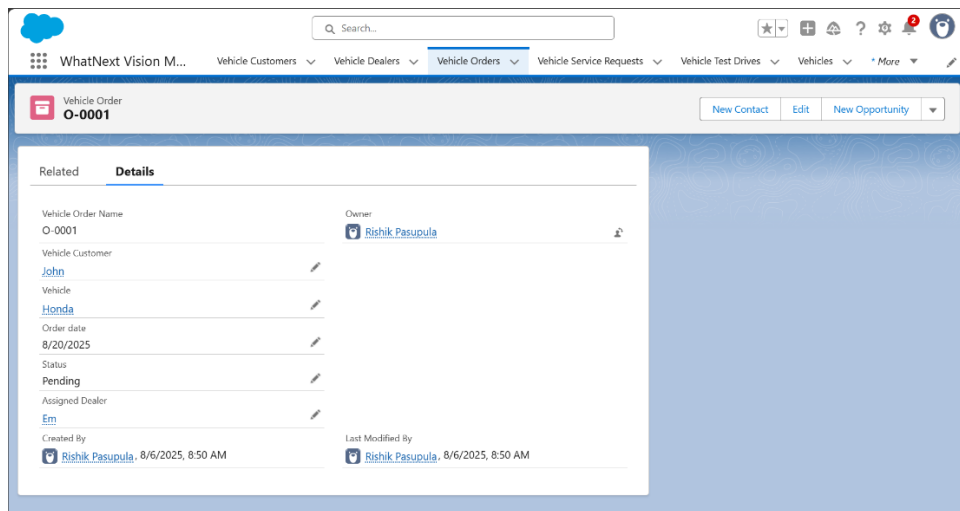 Search...
2
WhatNext Vision M...
Vehicle Customers
Vehicle Dealers
Vehicle Orders
Vehicle Service Requests
Vehicle Test Drives
Vehicles
* More
Vehicle Order
O-0001
New Contact
Edit
New Opportunity
Related
Details
Vehicle Order Name
O-0001
Owner
Rishik Pasupula
Vehicle Customer
John
Vehicle
Honda
Order date
8/20/2025
Status
Pending
Assigned Dealer
Em
Created By
Rishik Pasupula, 8/6/2025, 8:50 AM
Last Modified By
Rishik Pasupula, 8/6/2025, 8:50 AM